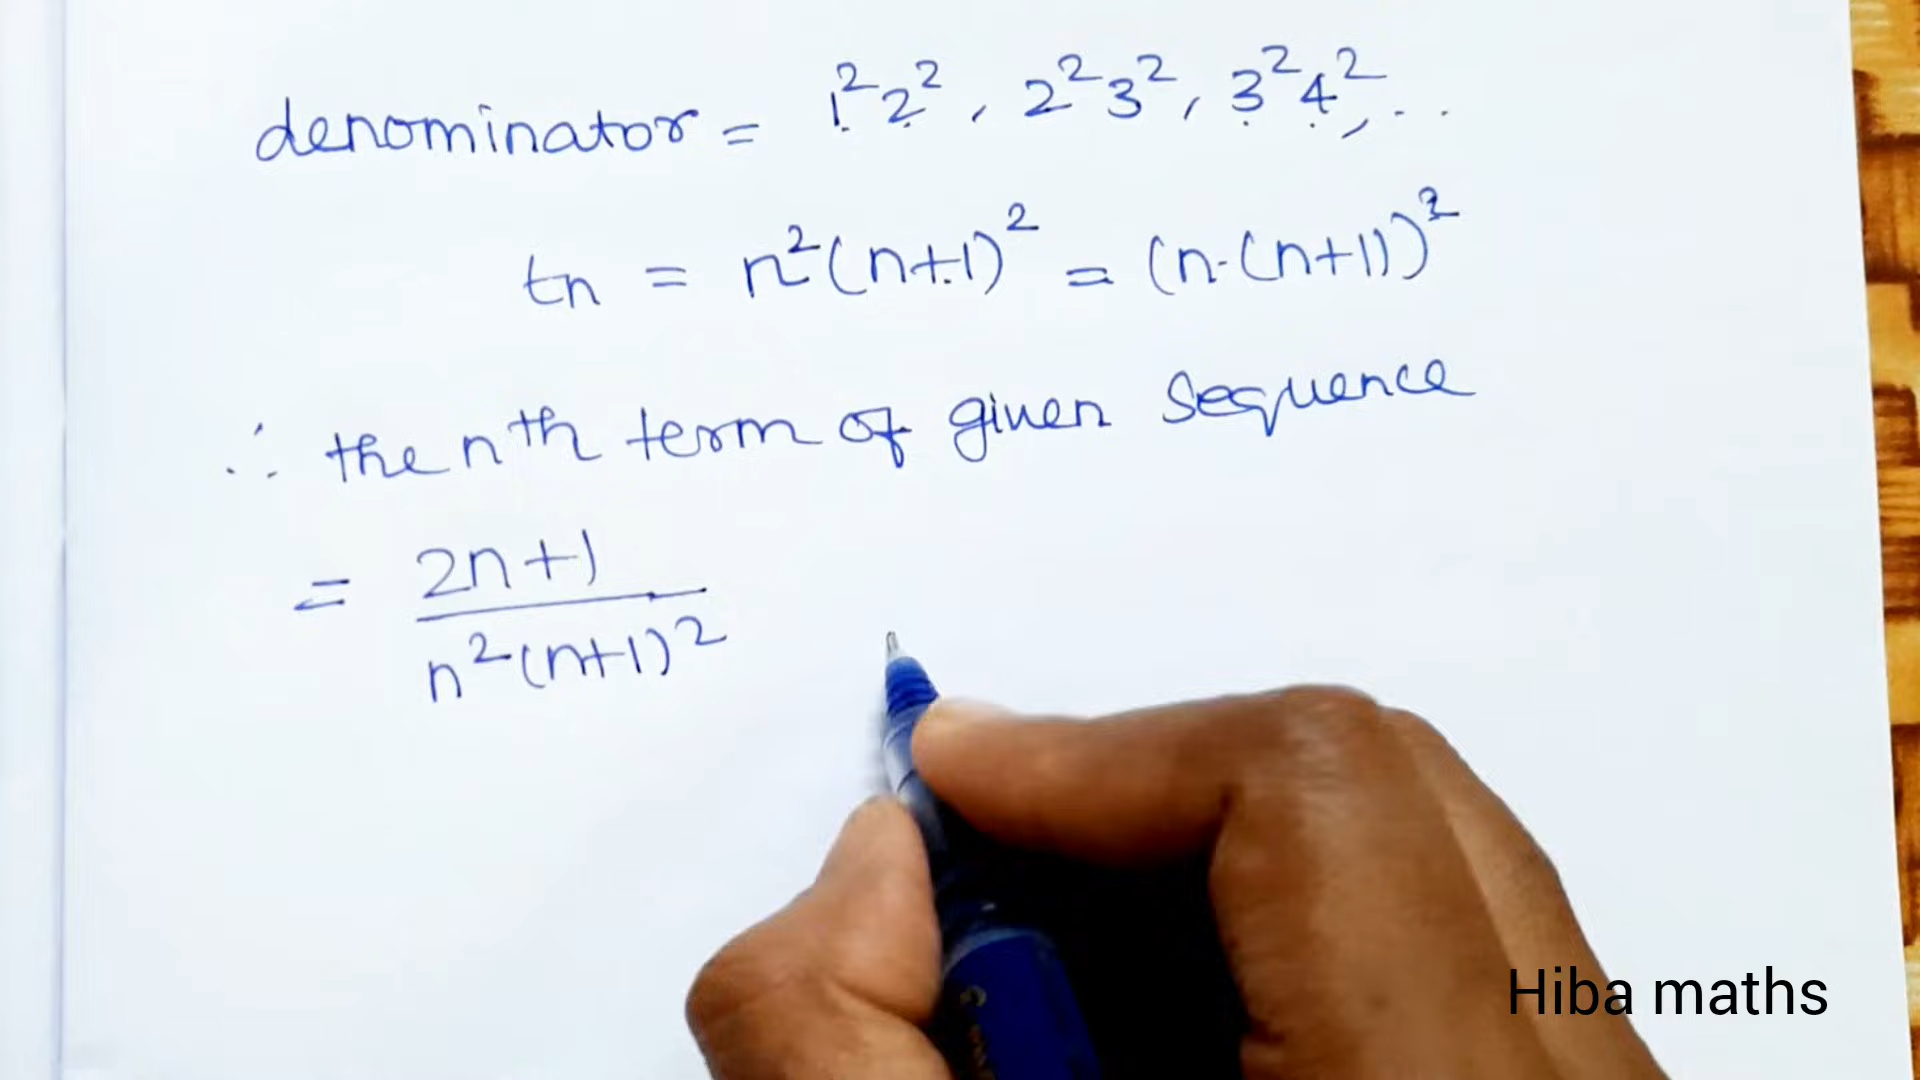 denominator = 1²2², 2²3², 3²4², ..
tn = n²(n+1)² = (n·(n+1))²
∴ the nth term of given sequence
= 2n+1
n²(n+1)²
Hiba maths